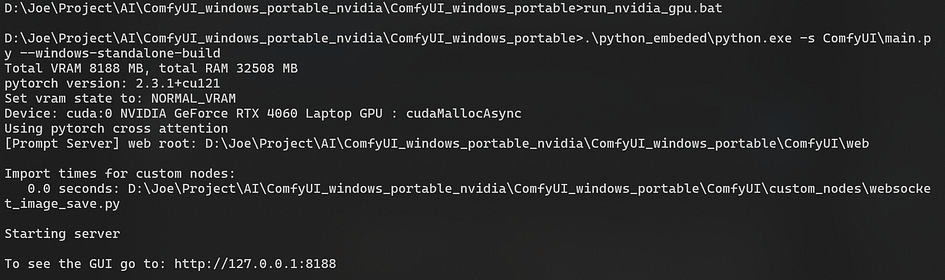 D:\Joe\Project\AI\ComfyUI_windows_portable_nvidia\ComfyUI_windows_portable>run_nvidia_gpu.bat
D:\Joe\Project\AI\ComfyUI_windows_portable_nvidia\ComfyUI_windows_portable>.\python_embeded\python.exe -s ComfyUI\main.p
y --windows-standalone-build
Total VRAM 8188 MB, total RAM 32508 MB
pytorch version: 2.3.1+cu121
Set vram state to: NORMAL_VRAM
Device: cuda:0 NVIDIA GeForce RTX 4060 Laptop GPU : cudaMallocAsync
Using pytorch cross attention
[Prompt Server] web root: D:\Joe\Project\AI\ComfyUI_windows_portable_nvidia\ComfyUI_windows_portable\ComfyUI\web
Import times for custom nodes:
   0.0 seconds: D:\Joe\Project\AI\ComfyUI_windows_portable_nvidia\ComfyUI_windows_portable\ComfyUI\custom_nodes\websocke
t_image_save.py
Starting server
To see the GUI go to: http://127.0.0.1:8188